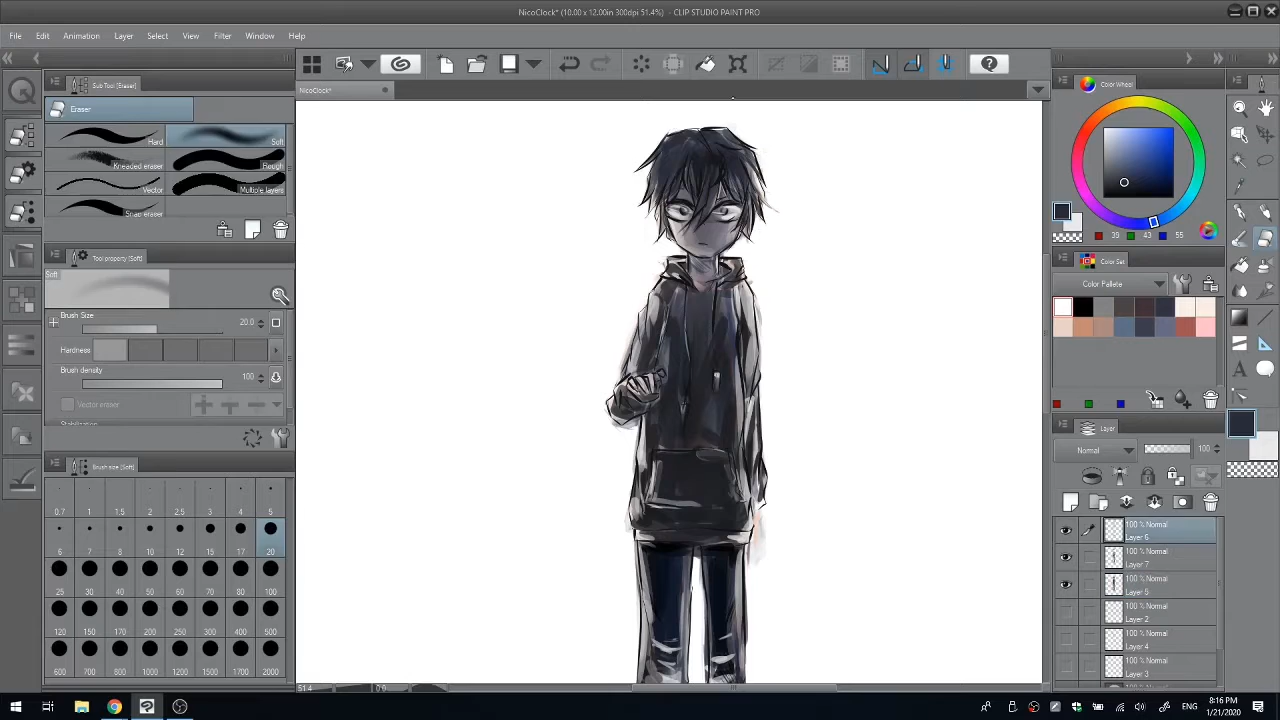 NicoClock* (10.00 x 12.00in 300dpi 51.4%) - CLIP STUDIO PAINT PRO
File Edit Animation Layer Select View Filter Window Help
Sub Tool [Eraser]
Eraser
Hard Soft
Kneaded eraser Rough
Vector Multiple layers
Snap eraser
Tool property [Soft]
Soft
Brush Size 20.0
Hardness
Brush density 100
Vector eraser
Brush size [Soft]
0.7 1 1.5 2 2.5 3 4 5
6 7 8 10 12 15 17 20
25 30 40 50 60 70 80 100
120 150 170 200 250 300 400 500
600 700 800 1000 1200 1500 1700 2000
NicoClock*
51.4 0.0
Color Wheel
39 43 55
Color Set
Color Pallete
Layer
Normal 100
100 % Normal
Layer 6
100 % Normal
Layer 7
100 % Normal
Layer 5
100 % Normal
Layer 2
100 % Normal
Layer 4
100 % Normal
Layer 3
8:16 PM
1/21/2020